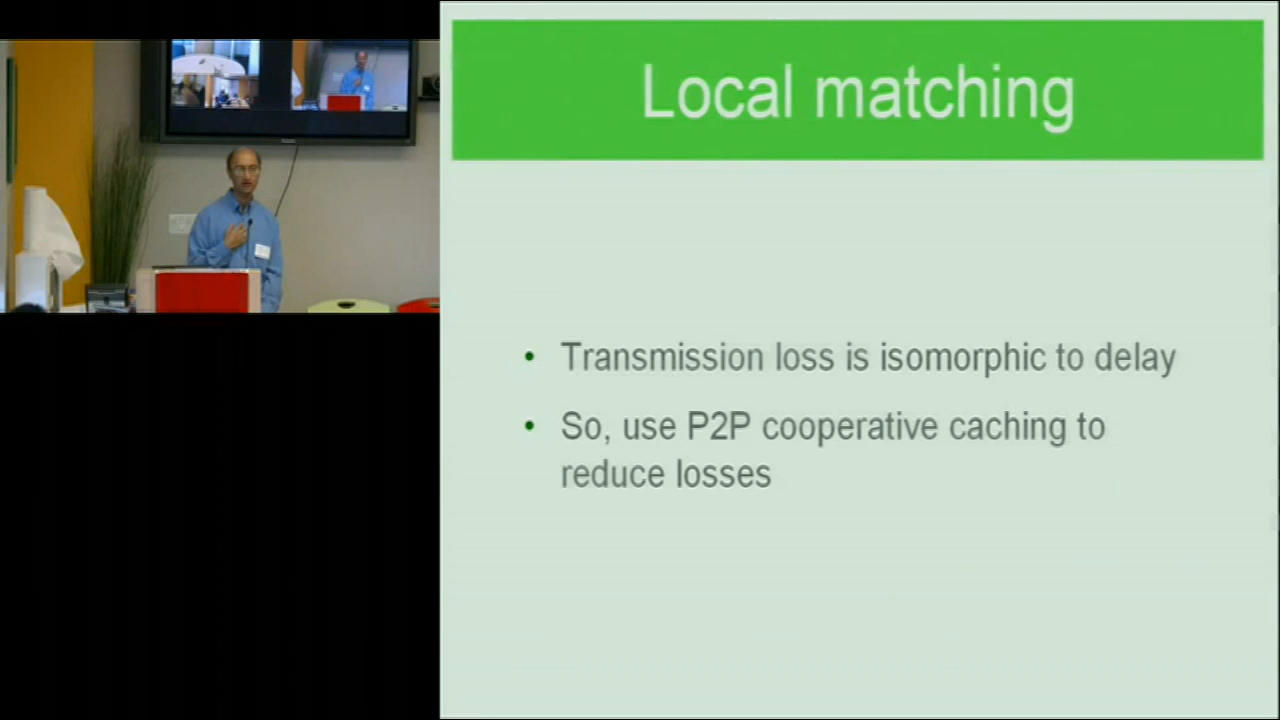 Local matching
• Transmission loss is isomorphic to delay
• So, use P2P cooperative caching to
reduce losses